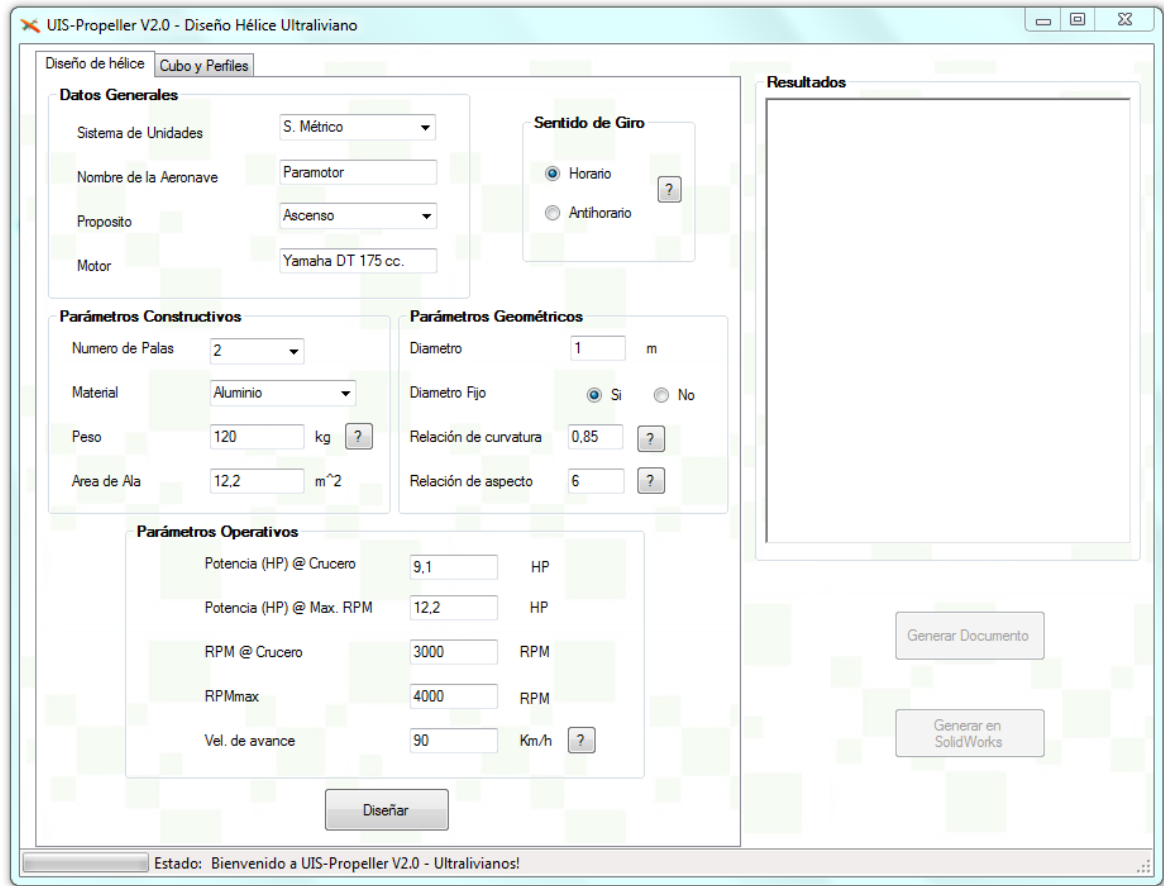 UIS-Propeller V2.0 - Diseño Hélice Ultraliviano
Diseño de hélice
Cubo y Perfiles
Datos Generales
Sistema de Unidades
S. Métrico
Nombre de la Aeronave
Paramotor
Proposito
Ascenso
Motor
Yamaha DT 175 cc.
Sentido de Giro
Horario
?
Antihorario
Parámetros Constructivos
Numero de Palas
2
Material
Aluminio
Peso
120
kg
?
Area de Ala
12,2
m^2
Parámetros Geométricos
Diametro
1
m
Diametro Fijo
Si
No
Relación de curvatura
0,85
?
Relación de aspecto
6
?
Parámetros Operativos
Potencia (HP) @ Crucero
9,1
HP
Potencia (HP) @ Max. RPM
12,2
HP
RPM @ Crucero
3000
RPM
RPMmax
4000
RPM
Vel. de avance
90
Km/h
?
Diseñar
Resultados
Generar Documento
Generar en
SolidWorks
Estado: Bienvenido a UIS-Propeller V2.0 - Ultralivianos!